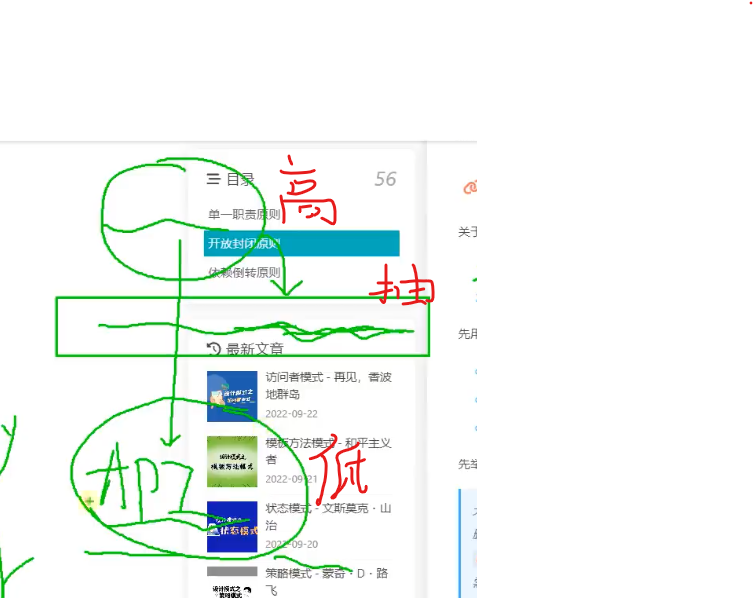 目录
56
高
单一职责原则
开放封闭原则
关于
依赖倒转原则
抽
先用
最新文章
访问者模式 - 再见，香波
地群岛
2022-09-22
模板方法模式 - 和平主义
者
低
先举
2022-09-21
API
状态模式 - 文斯莫克·山
治
2022-09-20
策略模式 - 蒙奇·D·路
飞